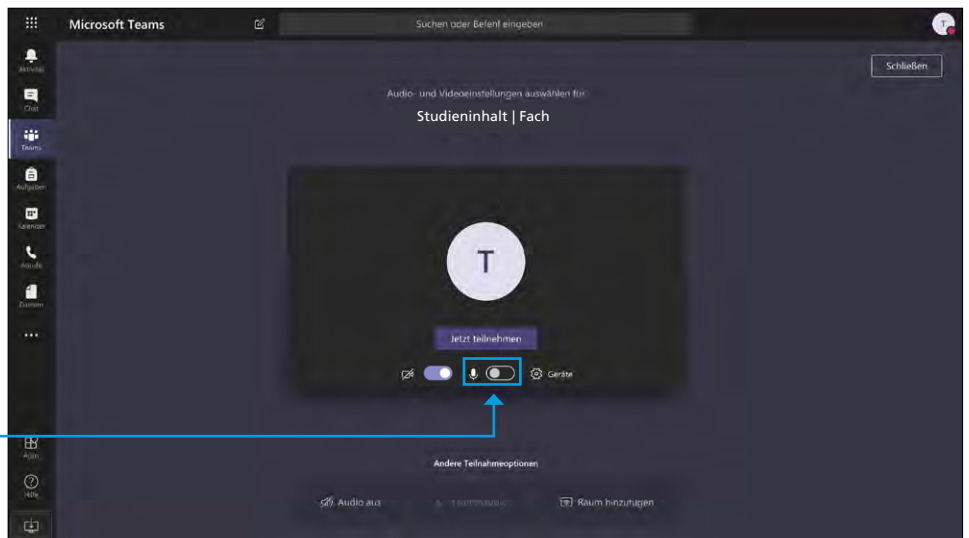 Microsoft Teams
Suchen oder Befehl eingeben
T
Schließen
Aktivität
Chat
Teams
Aufgaben
Kalender
Anrufe
Dateien
Audio- und Videoeinstellungen auswählen für
Studieninhalt | Fach
T
Jetzt teilnehmen
Geräte
Andere Teilnahmeoptionen
Audio aus
Raum hinzufügen
Apps
Hilfe